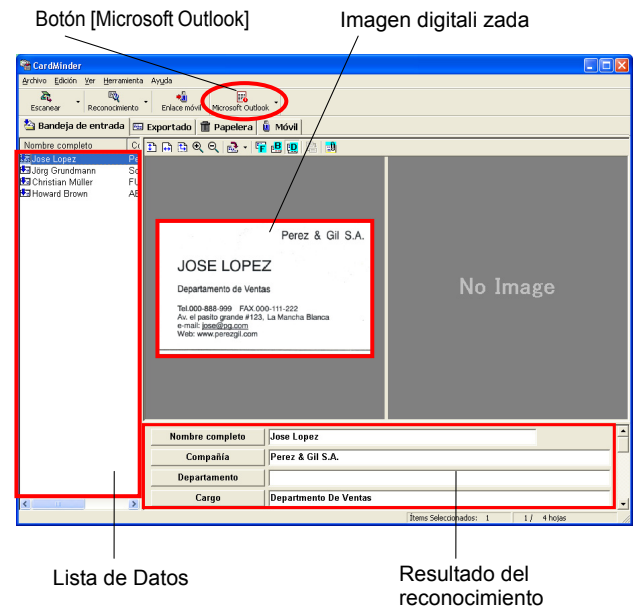 Botón [Microsoft Outlook]
Imagen digitali zada
CardMinder
Archivo Edición Ver Herramienta Ayuda
Escanear Reconocimiento Enlace móvil Microsoft Outlook
Bandeja de entrada Exportado Papelera Móvil
Nombre completo
Jose Lopez Pe
Jörg Grundmann
Christian Müller FU
Howard Brown
Perez & Gil S.A.
JOSE LOPEZ
Departamento de Ventas
Tel.000-888-999 FAX.000-111-222
Av. el pasito grande #123, La Mancha Blanca
e-mail: jose@pg.com
Web: www.perezgil.com
No Image
Nombre completo Jose Lopez
Compañía Perez & Gil S.A.
Departamento
Cargo Departmento De Ventas
Ítems Seleccionados: 1 1 / 4 hojas
Lista de Datos
Resultado del
reconocimiento